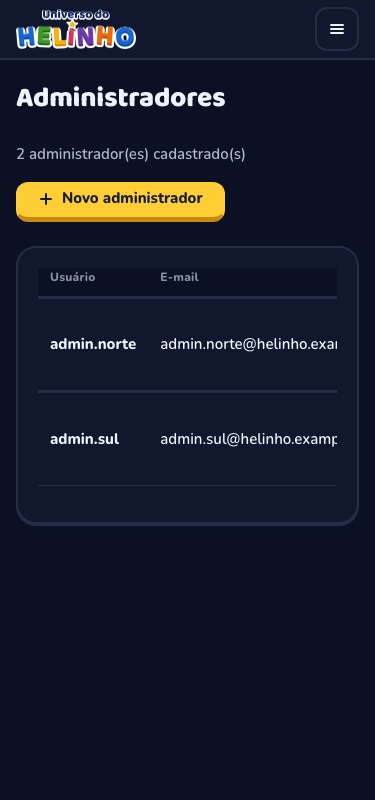 Universo do
HELINHO
Administradores
2 administrador(es) cadastrado(s)
+ Novo administrador
Usuário E-mail
admin.norte admin.norte@helinho.exar
admin.sul admin.sul@helinho.examp